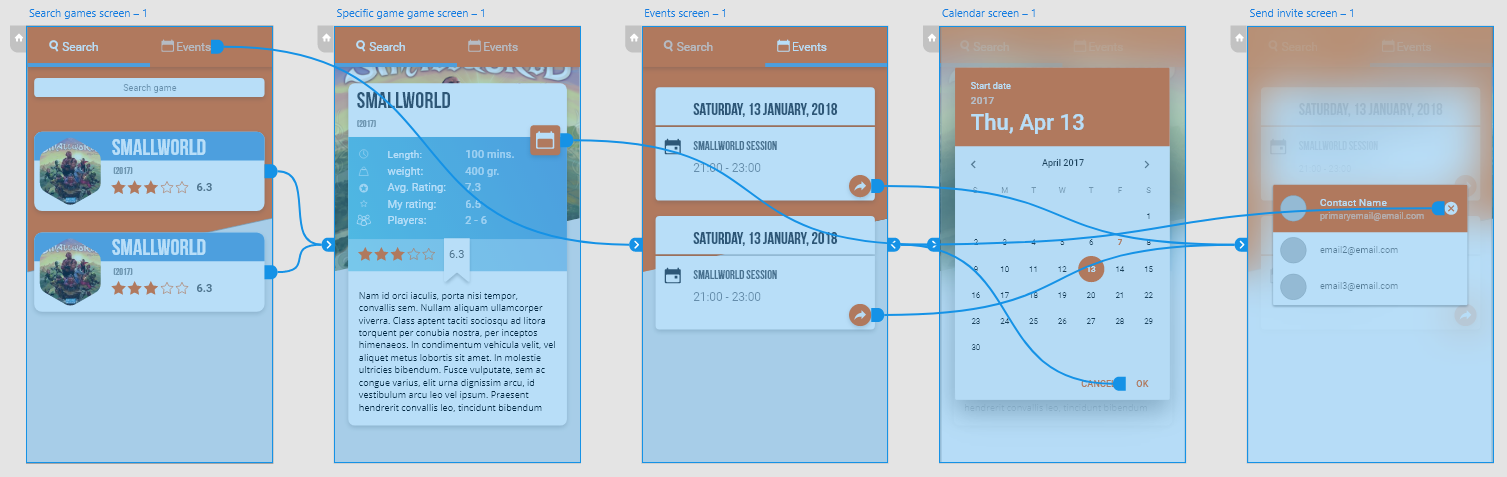 Search games screen – 1
Search
Events
Search game
SMALLWORLD
(2017)
6.3
SMALLWORLD
(2017)
6.3
Specific game game screen – 1
Search
Events
SMALLWORLD
SMALLWORLD
(2017)
Length: 100 mins.
weight: 400 gr.
Avg. Rating: 7.3
My rating: 6.5
Players: 2 - 6
6.3
Nam id orci iaculis, porta nisi tempor,
convallis sem. Nullam aliquam ullamcorper
viverra. Class aptent taciti sociosqu ad litora
torquent per conubia nostra, per inceptos
himenaeos. In condimentum vehicula velit, vel
aliquet metus lobortis sit amet. In molestie
ultricies bibendum. Fusce vulputate, sem ac
congue varius, elit urna dignissim arcu, id
vestibulum arcu leo vel ipsum. Praesent
hendrerit convallis leo, tincidunt bibendum
Events screen – 1
Search
Events
SATURDAY, 13 JANUARY, 2018
SMALLWORLD SESSION
21:00 - 23:00
SATURDAY, 13 JANUARY, 2018
SMALLWORLD SESSION
21:00 - 23:00
Calendar screen – 1
Search
Events
Start date
2017
Thu, Apr 13
April 2017
S M T W T F S
1
2 3 4 5 6 7 8
9 10 11 12 13 14 15
16 17 18 19 20 21 22
23 24 25 26 27 28 29
30
CANCEL OK
hendrerit convallis leo, tincidunt bibendum
Send invite screen – 1
Search
Events
SATURDAY, 13 JANUARY, 2018
SMALLWORLD SESSION
21:00 - 23:00
Contact Name
primaryemail@email.com
email2@email.com
email3@email.com